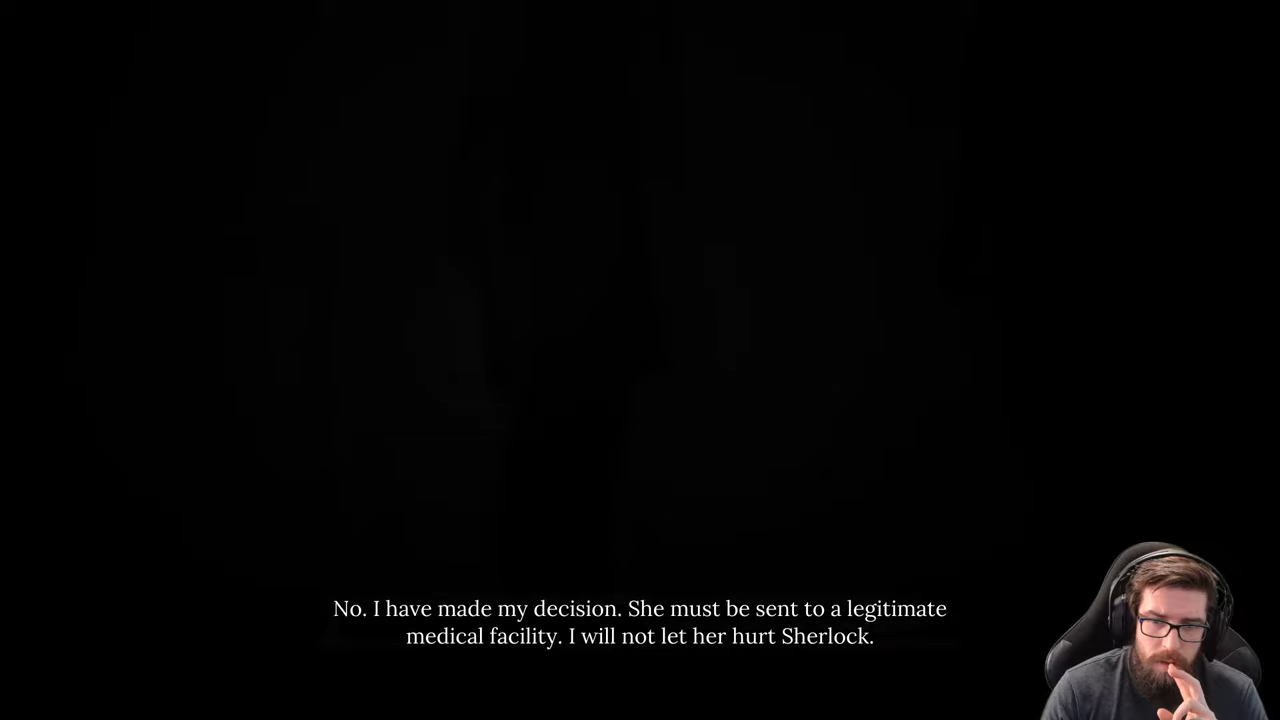 No. I have made my decision. She must be sent to a legitimate
medical facility. I will not let her hurt Sherlock.